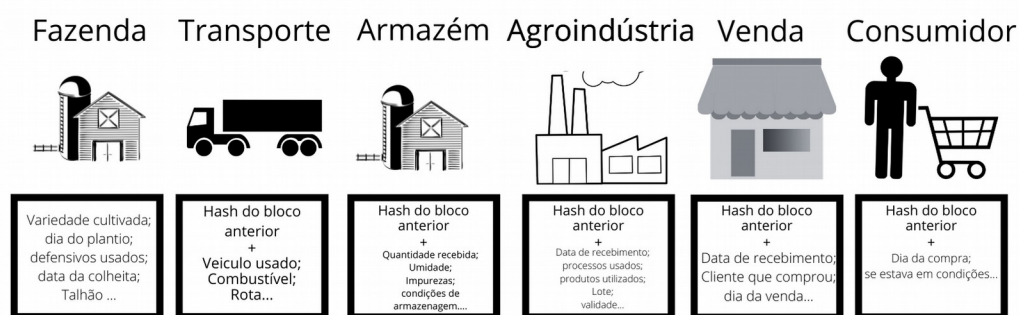 Fazenda
Transporte
Armazém
Agroindústria
Venda
Consumidor
Variedade cultivada;
dia do plantio;
defensivos usados;
data da colheita;
Talhão ...
Hash do bloco
anterior
+
Veiculo usado;
Combustível;
Rota...
Hash do bloco
anterior
+
Quantidade recebida;
Umidade;
Impurezas;
condições de
armazenagem....
Hash do bloco
anterior
+
Data de recebimento;
processos usados;
produtos utilizados;
Lote;
validade...
Hash do bloco
anterior
+
Data de recebimento;
Cliente que comprou;
dia da venda...
Hash do bloco
anterior
+
Dia da compra;
se estava em condições...